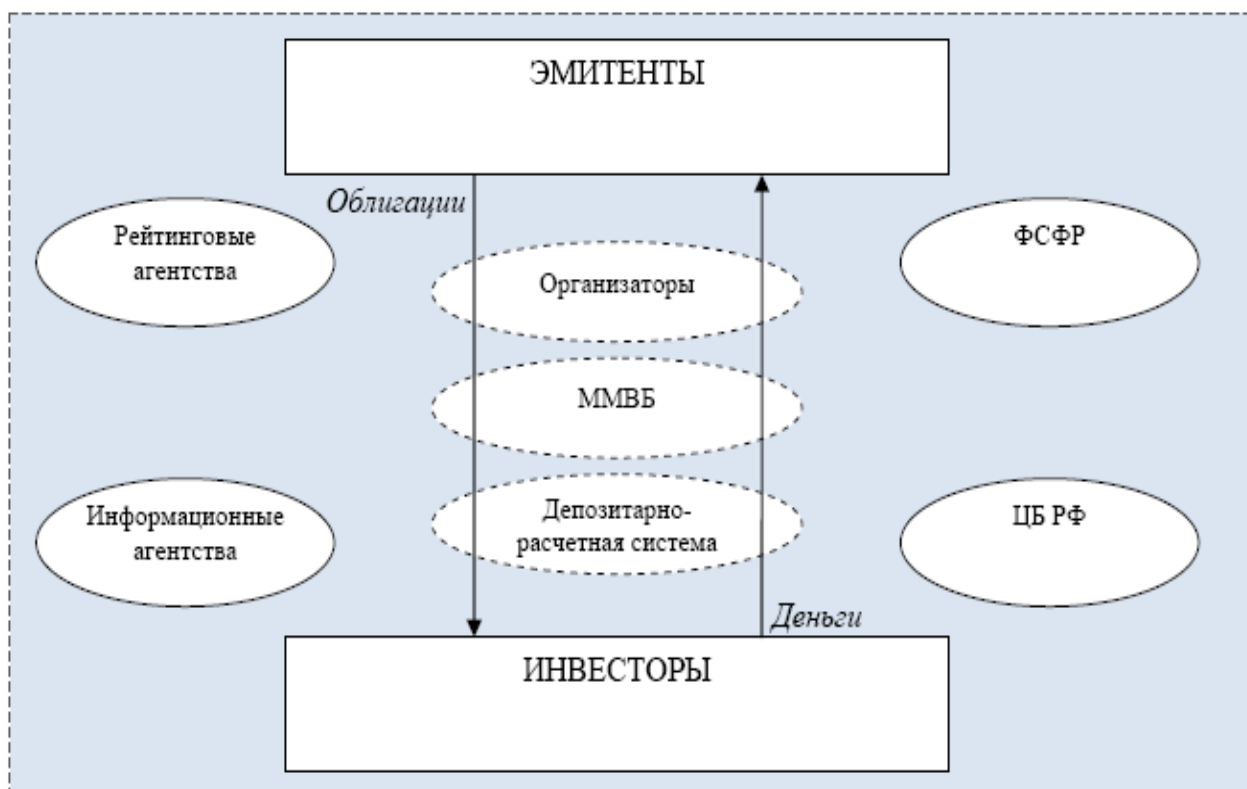 ЭМИТЕНТЫ
Облигации
Рейтинговые
агентства
ФСФР
Организаторы
ММВБ
Информационные
агентства
Депозитарно-
расчетная система
ЦБ РФ
Деньги
ИНВЕСТОРЫ